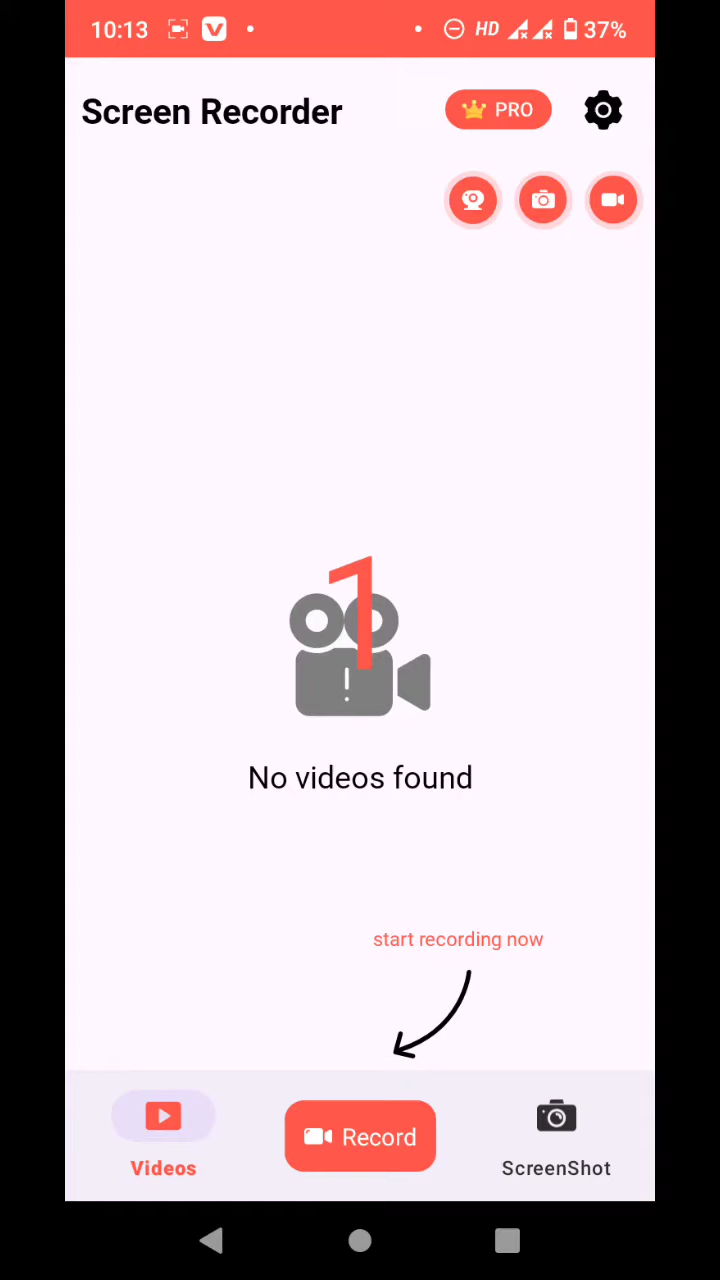 10:13 HD 37%
Screen Recorder PRO
1
No videos found
start recording now
Record
Videos ScreenShot